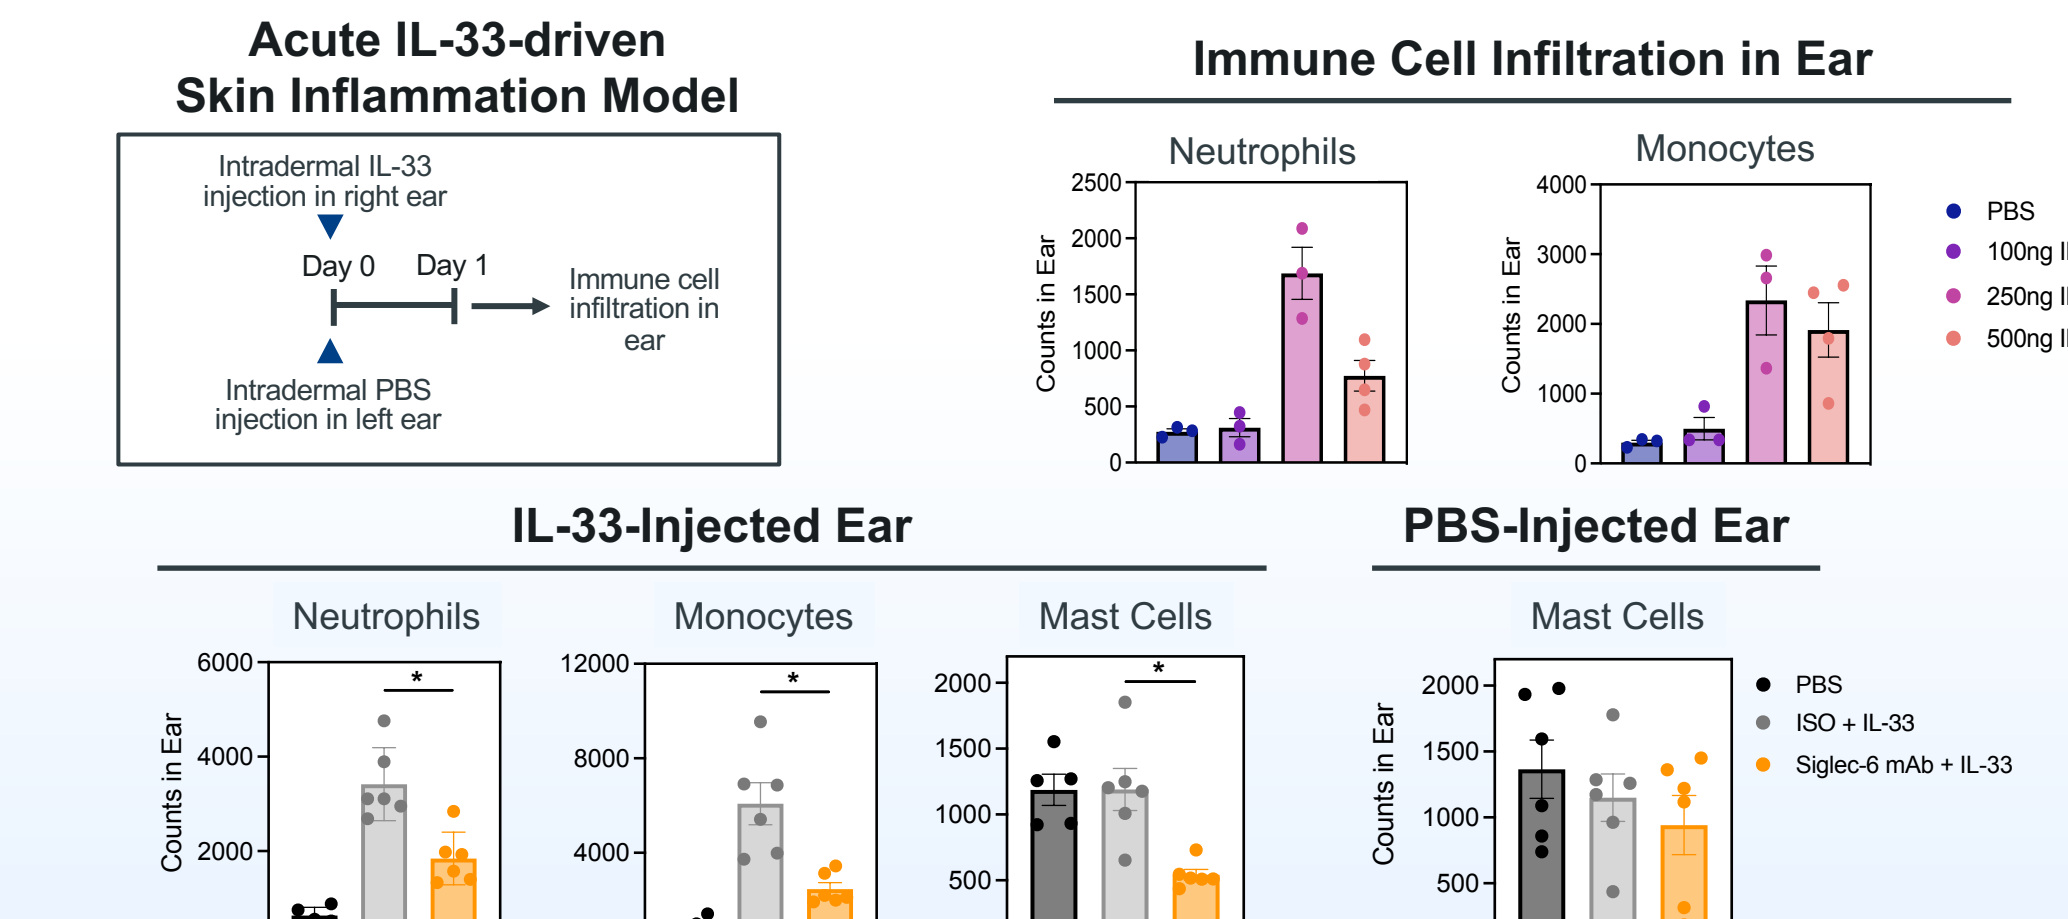 Acute IL-33-driven
Skin Inflammation Model
Intradermal IL-33
injection in right ear
Day 0
Day 1
Immune cell
infiltration in
ear
Intradermal PBS
injection in left ear
Immune Cell Infiltration in Ear
Neutrophils
Counts in Ear
2500
2000
1500
1000
500
0
Monocytes
Counts in Ear
4000
3000
2000
1000
0
PBS
100ng
250ng
500ng
IL-33-Injected Ear
Neutrophils
Counts in Ear
6000
4000
2000
*
Monocytes
12000
8000
4000
*
Mast Cells
2000
1500
1000
500
*
PBS-Injected Ear
Mast Cells
Counts in Ear
2000
1500
1000
500
PBS
ISO + IL-33
Siglec-6 mAb + IL-33